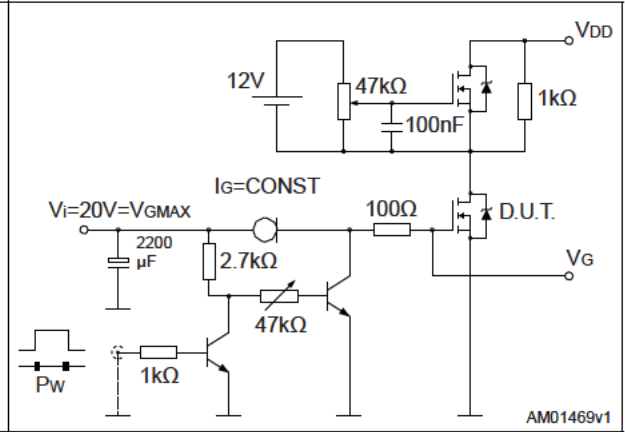 VDD
12V
47kΩ
1kΩ
100nF
IG=CONST
Vi=20V=VGMAX
100Ω
D.U.T.
2200
μF
2.7kΩ
VG
47kΩ
1kΩ
PW
AM01469v1